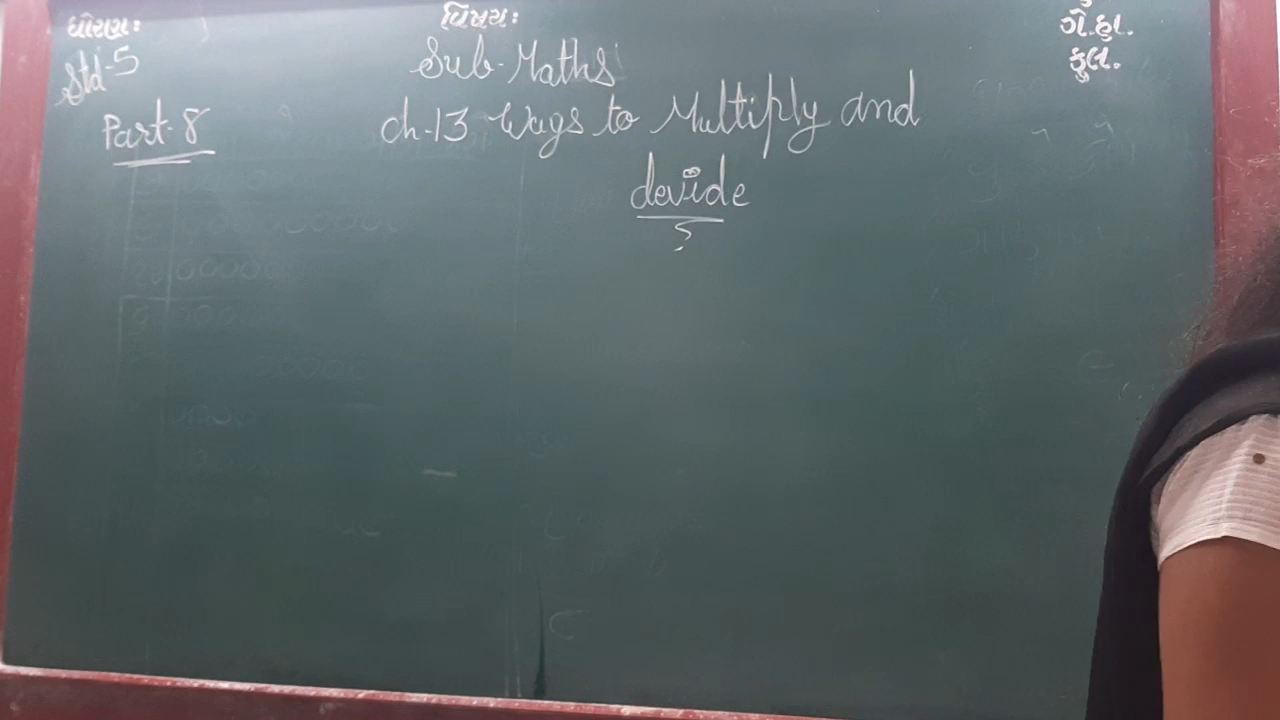 ધોરણ: વિષય: ગે.હા.
Std-5 Sub-Maths કુલ.
Part-8 ch-13 Ways to Multiply and
devide